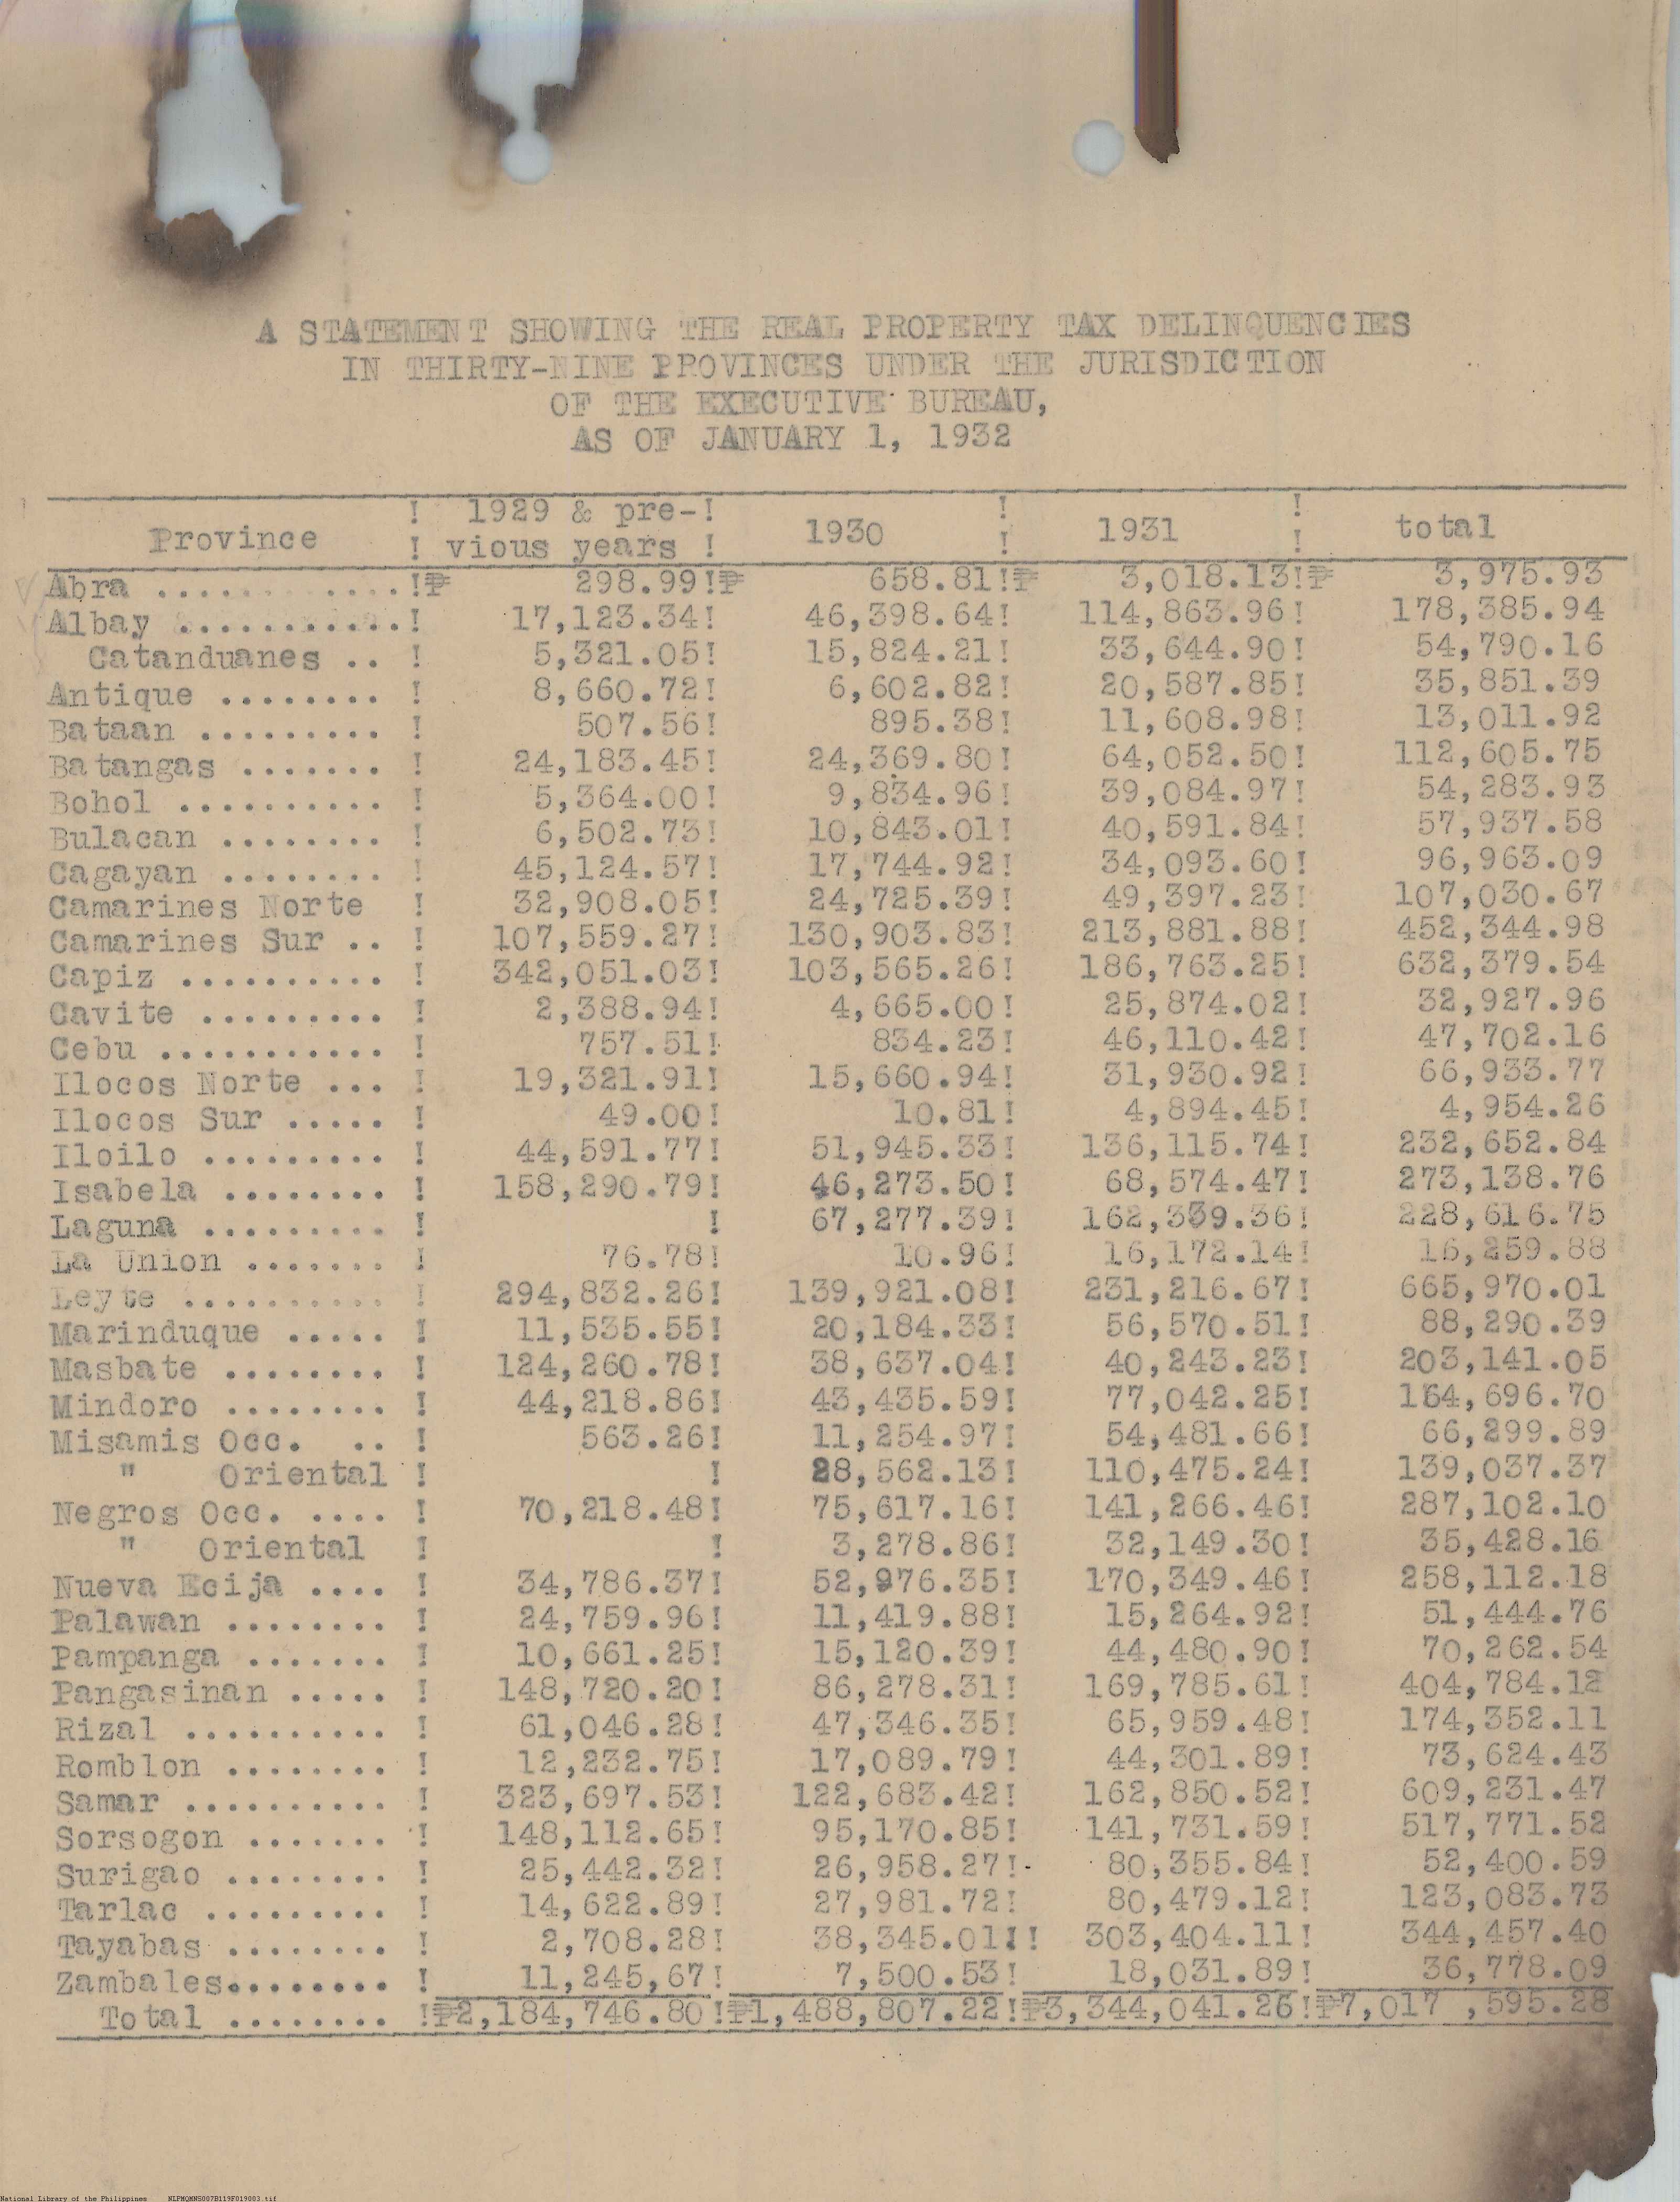 A STATEMENT SHOWING THE REAL PROPERTY TAX DELINQUENCIES
IN THIRTY-NINE PROVINCES UNDER THE JURISDICTION
OF THE EXECUTIVE BUREAU,
AS OF JANUARY 1, 1932
Province ! 1929 & pre-! 1930 ! 1931 ! total
! vious years ! ! !
Abra ............!₱ 298.99!₱ 658.81!₱ 3,018.13!₱ 3,975.93
Albay ...........! 17,123.34! 46,398.64! 114,863.96! 178,385.94
Catanduanes .. ! 5,321.05! 15,824.21! 33,644.90! 54,790.16
Antique ........ ! 8,660.72! 6,602.82! 20,587.85! 35,851.39
Bataan ......... ! 507.56! 895.38! 11,608.98! 13,011.92
Batangas ....... ! 24,183.45! 24,369.80! 64,052.50! 112,605.75
Bohol .......... ! 5,364.00! 9,834.96! 39,084.97! 54,283.93
Bulacan ........ ! 6,502.73! 10,843.01! 40,591.84! 57,937.58
Cagayan ........ ! 45,124.57! 17,744.92! 34,093.60! 96,963.09
Camarines Norte ! 32,908.05! 24,725.39! 49,397.23! 107,030.67
Camarines Sur .. ! 107,559.27! 130,903.83! 213,881.88! 452,344.98
Capiz .......... ! 342,051.03! 103,565.26! 186,763.25! 632,379.54
Cavite ......... ! 2,388.94! 4,665.00! 25,874.02! 32,927.96
Cebu ........... ! 757.51! 834.23! 46,110.42! 47,702.16
Ilocos Norte ... ! 19,321.91! 15,660.94! 31,930.92! 66,933.77
Ilocos Sur ..... ! 49.00! 10.81! 4,894.45! 4,954.26
Iloilo ......... ! 44,591.77! 51,945.33! 136,115.74! 232,652.84
Isabela ........ ! 158,290.79! 46,273.50! 68,574.47! 273,138.76
Laguna ......... ! ! 67,277.39! 162,339.36! 228,616.75
La Union ....... ! 76.78! 10.96! 16,172.14! 16,259.88
Leyte .......... ! 294,832.26! 139,921.08! 231,216.67! 665,970.01
Marinduque ..... ! 11,535.55! 20,184.33! 56,570.51! 88,290.39
Masbate ........ ! 124,260.78! 38,637.04! 40,243.23! 203,141.05
Mindoro ........ ! 44,218.86! 43,435.59! 77,042.25! 164,696.70
Misamis Occ. .. ! 563.26! 11,254.97! 54,481.66! 66,299.89
" Oriental ! ! 28,562.13! 110,475.24! 139,037.37
Negros Occ. .... ! 70,218.48! 75,617.16! 141,266.46! 287,102.10
" Oriental ! ! 3,278.86! 32,149.30! 35,428.16
Nueva Ecija .... ! 34,786.37! 52,976.35! 170,349.46! 258,112.18
Palawan ........ ! 24,759.96! 11,419.88! 15,264.92! 51,444.76
Pampanga ....... ! 10,661.25! 15,120.39! 44,480.90! 70,262.54
Pangasinan ..... ! 148,720.20! 86,278.31! 169,785.61! 404,784.12
Rizal .......... ! 61,046.28! 47,346.35! 65,959.48! 174,352.11
Romblon ........ ! 12,232.75! 17,089.79! 44,301.89! 73,624.43
Samar .......... ! 323,697.53! 122,683.42! 162,850.52! 609,231.47
Sorsogon ....... ! 148,112.65! 95,170.85! 141,731.59! 517,771.52
Surigao ........ ! 25,442.32! 26,958.27! 80,355.84! 52,400.59
Tarlac ......... ! 14,622.89! 27,981.72! 80,479.12! 123,083.73
Tayabas ........ ! 2,708.28! 38,345.01!! 303,404.11! 344,457.40
Zambales........ ! 11,245,67! 7,500.53! 18,031.89! 36,778.09
Total ........ !₱2,184,746.80!₱1,488,807.22!₱3,344,041.26!₱7,017 ,595.28
National Library of the Philippines NLPMQMNS007B119F019003.tif